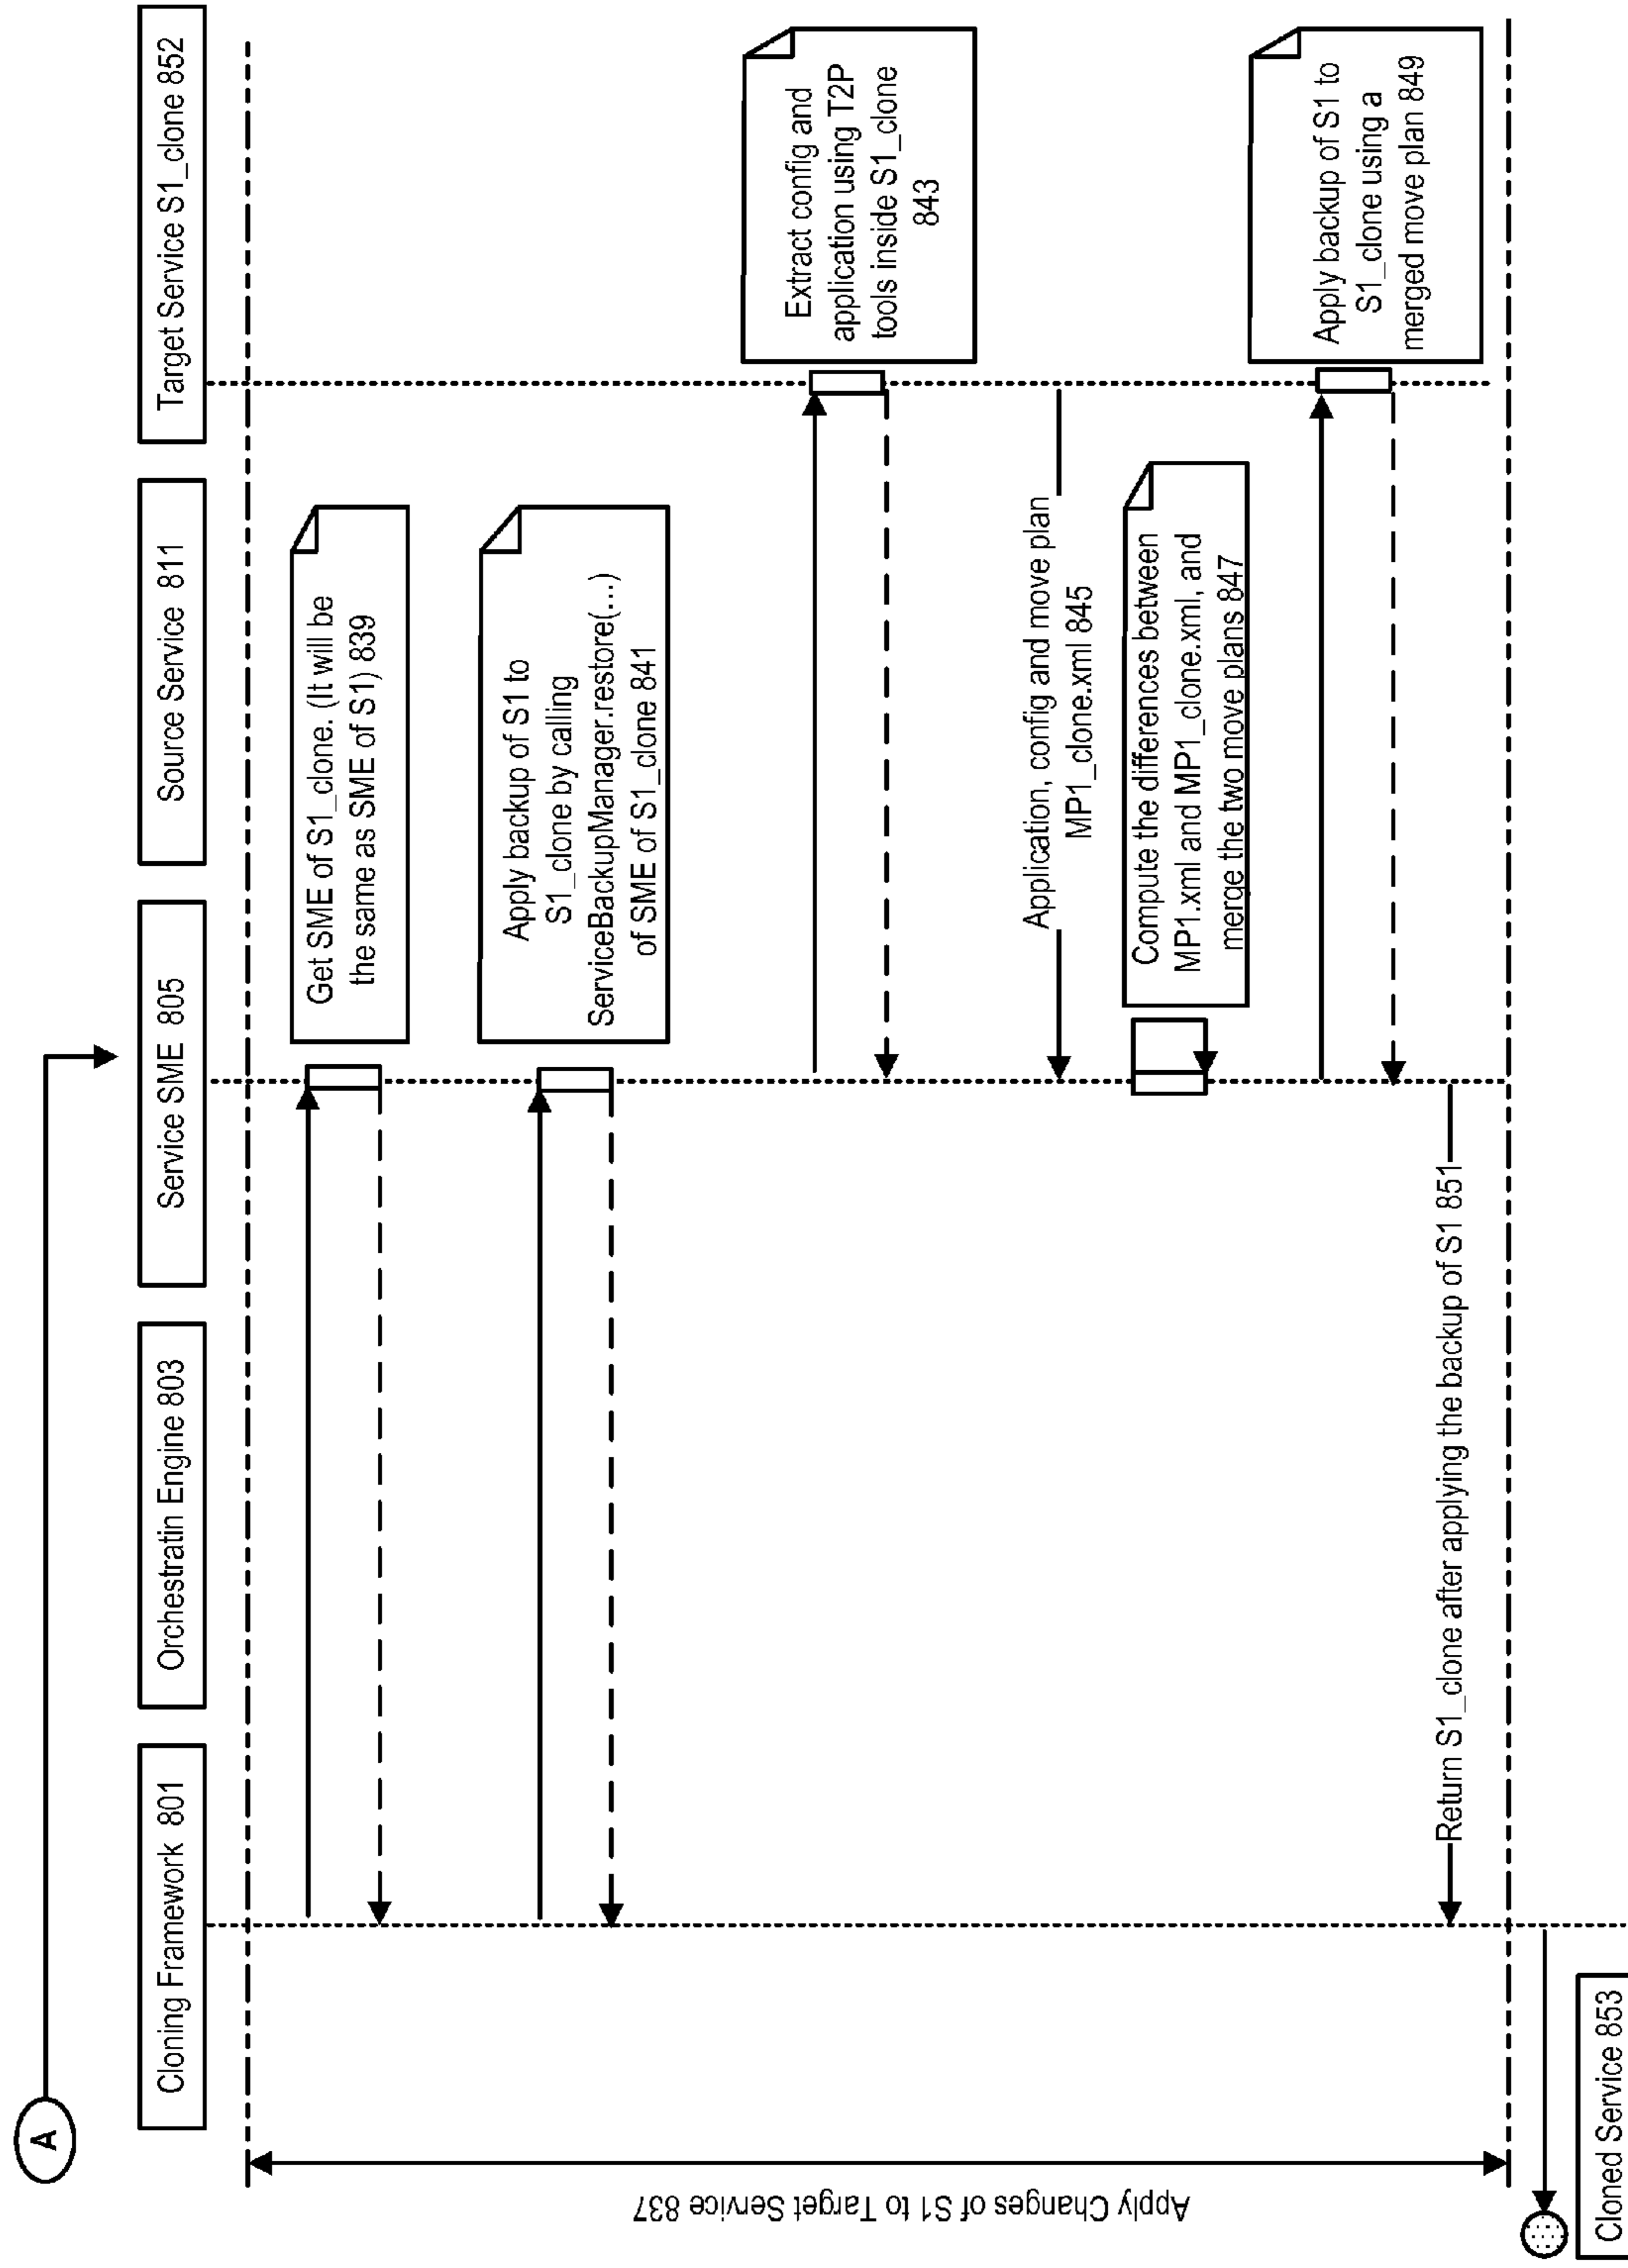 A
Cloning Framework 801
Orchestratin Engine 803
Service SME 805
Source Service 811
Target Service S1_clone 852
Apply Changes of S1 to Target Service 837
Get SME of S1_clone. (It will be
the same as SME of S1) 839
Apply backup of S1 to
S1_clone by calling
ServiceBackupManager.restore(...)
of SME of S1_clone 841
Extract config and
application using T2P
tools inside S1_clone
843
Application, config and move plan
MP1_clone.xml 845
Compute the differences between
MP1.xml and MP1_clone.xml, and
merge the two move plans 847
Apply backup of S1 to
S1_clone using a
merged move plan 849
Return S1_clone after applying the backup of S1 851
Cloned Service 853